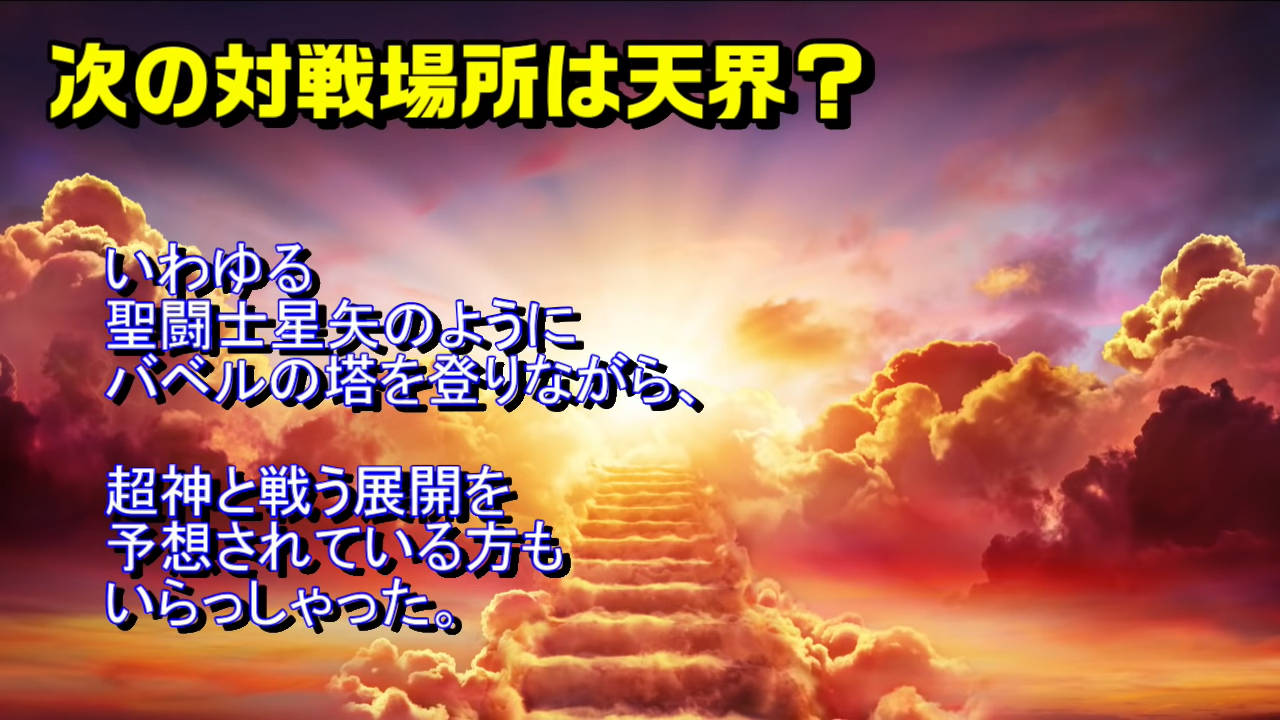 次の対戦場所は天界？
いわゆる
聖闘士星矢のように
バベルの塔を登りながら、
超神と戦う展開を
予想されている方も
いらっしゃった。